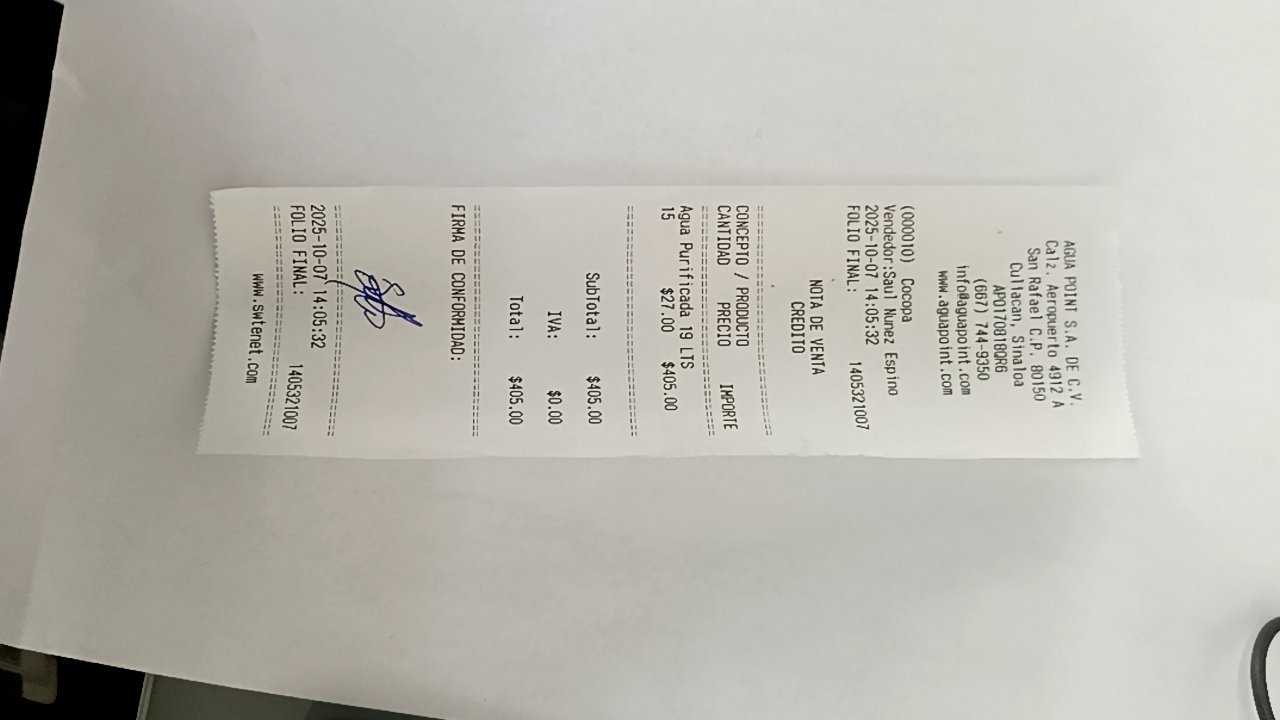 AGUA POINT S.A. DE C.V.
Calz. Aeropuerto 4912 A
San Rafael C.P. 80150
Culiacan, Sinaloa
APO170818QR6
(667) 744-9350
info@aguapoint.com
www.aguapoint.com
(000010) Cocopa
Vendedor:Saul Nunez Espino
2025-10-07 14:05:32
FOLIO FINAL: 1405321007
NOTA DE VENTA
CREDITO
CONCEPTO / PRODUCTO
CANTIDAD PRECIO IMPORTE
Agua Purificada 19 LTS
15 $27.00 $405.00
SubTotal: $405.00
IVA: $0.00
Total: $405.00
FIRMA DE CONFORMIDAD:
2025-10-07 14:05:32
FOLIO FINAL: 1405321007
www.swtenet.com